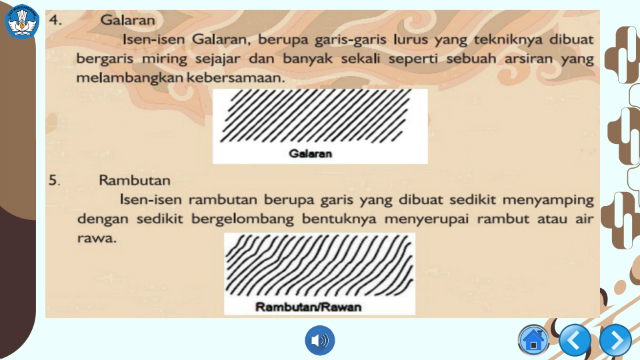 4. Galaran
Isen-isen Galaran, berupa garis-garis lurus yang tekniknya dibuat
bergaris miring sejajar dan banyak sekali seperti sebuah arsiran yang
melambangkan kebersamaan.
Galaran
5. Rambutan
Isen-isen rambutan berupa garis yang dibuat sedikit menyamping
dengan sedikit bergelombang bentuknya menyerupai rambut atau air
rawa.
Rambutan/Rawan